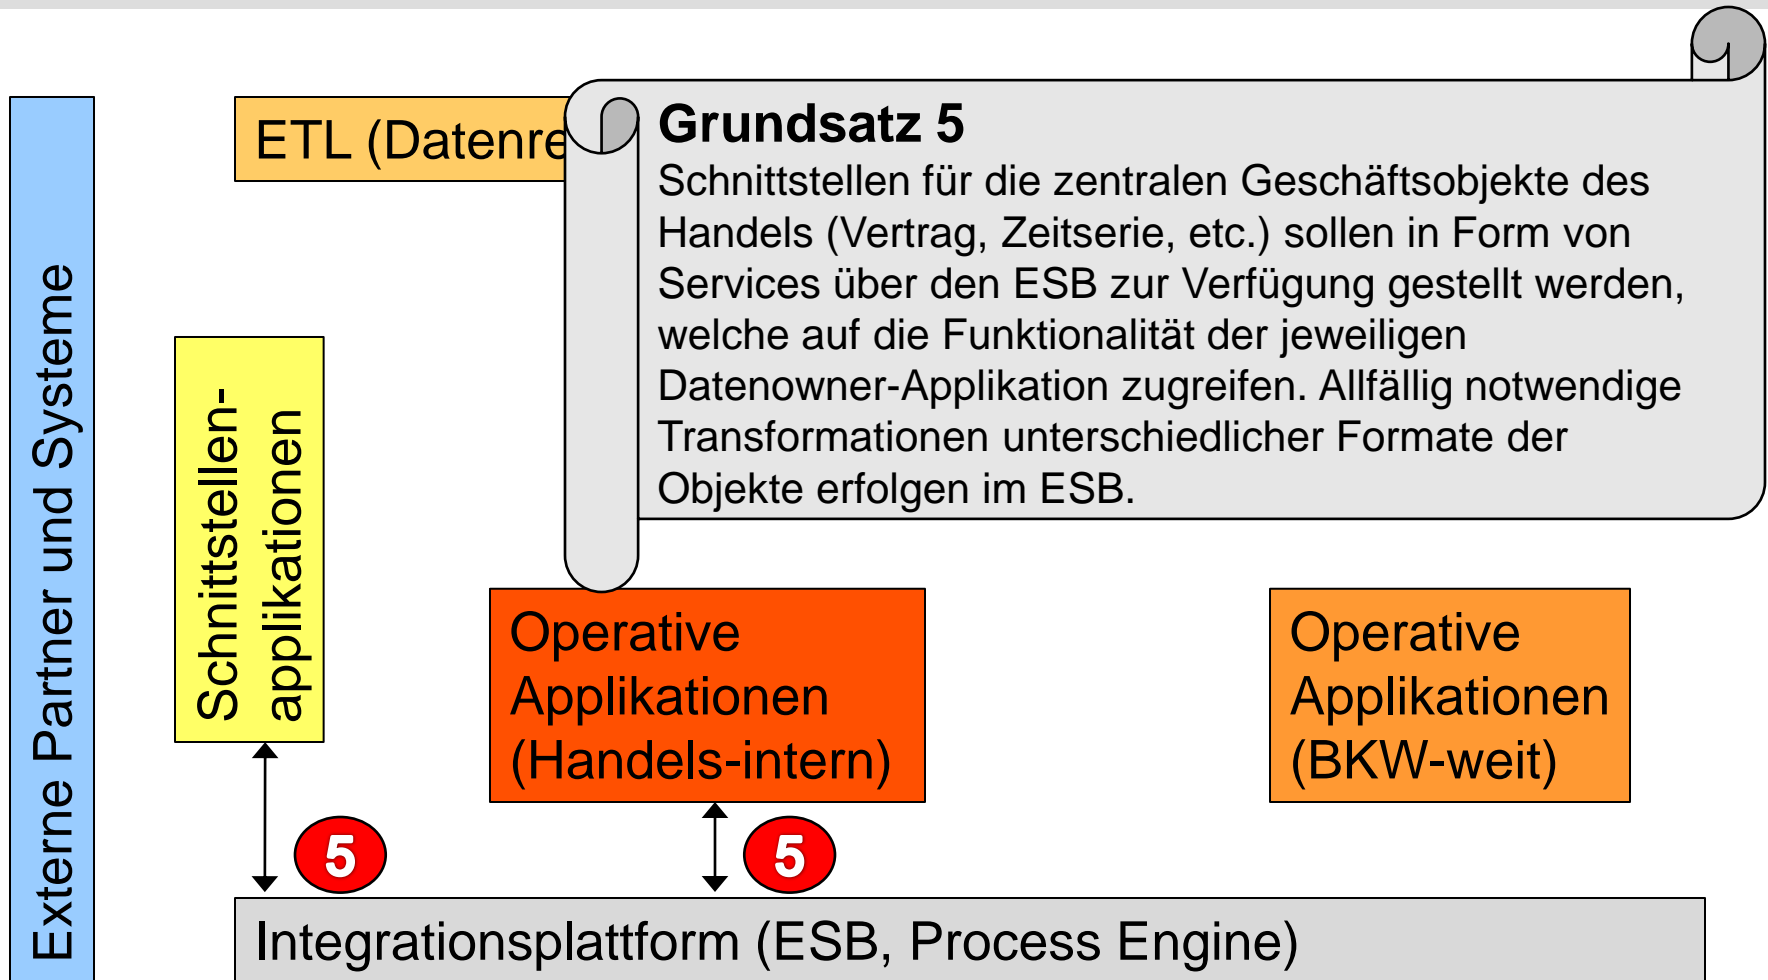 Externe Partner und Systeme
ETL (Datenre
Grundsatz 5
Schnittstellen für die zentralen Geschäftsobjekte des
Handels (Vertrag, Zeitserie, etc.) sollen in Form von
Services über den ESB zur Verfügung gestellt werden,
welche auf die Funktionalität der jeweiligen
Datenowner-Applikation zugreifen. Allfällig notwendige
Transformationen unterschiedlicher Formate der
Objekte erfolgen im ESB.
Schnittstellen-
applikationen
Operative
Applikationen
(Handels-intern)
Operative
Applikationen
(BKW-weit)
5
5
Integrationsplattform (ESB, Process Engine)